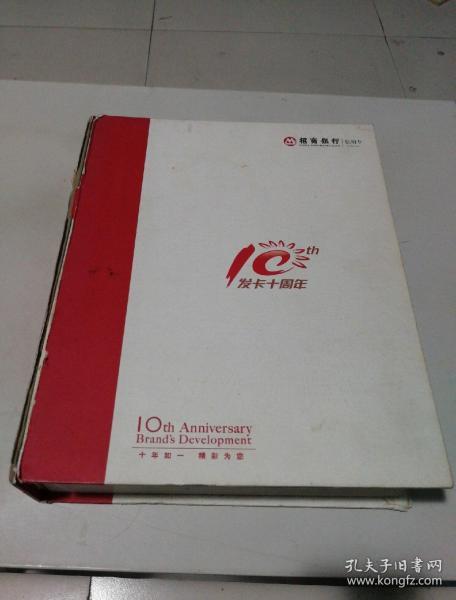 招商银行 信用卡
10th
发卡十周年
10th Anniversary
Brand's Development
十年如一 精彩为您
孔夫子旧书网
www.kongfz.com